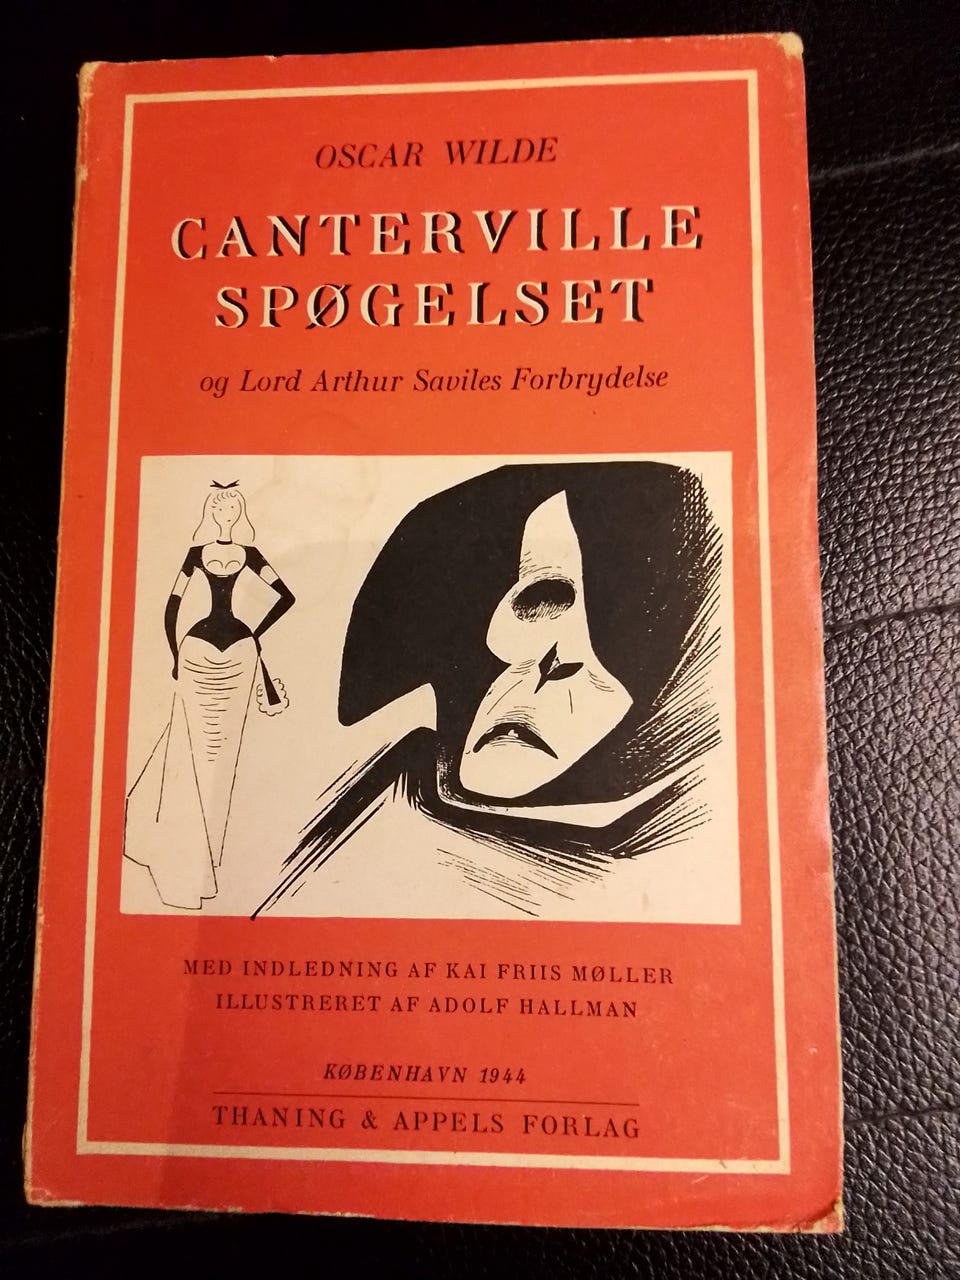 OSCAR WILDE
CANTERVILLE
SPØGELSET
og Lord Arthur Saviles Forbrydelse
MED INDLEDNING AF KAI FRIIS MØLLER
ILLUSTRERET AF ADOLF HALLMAN
KØBENHAVN 1944
THANING & APPELS FORLAG